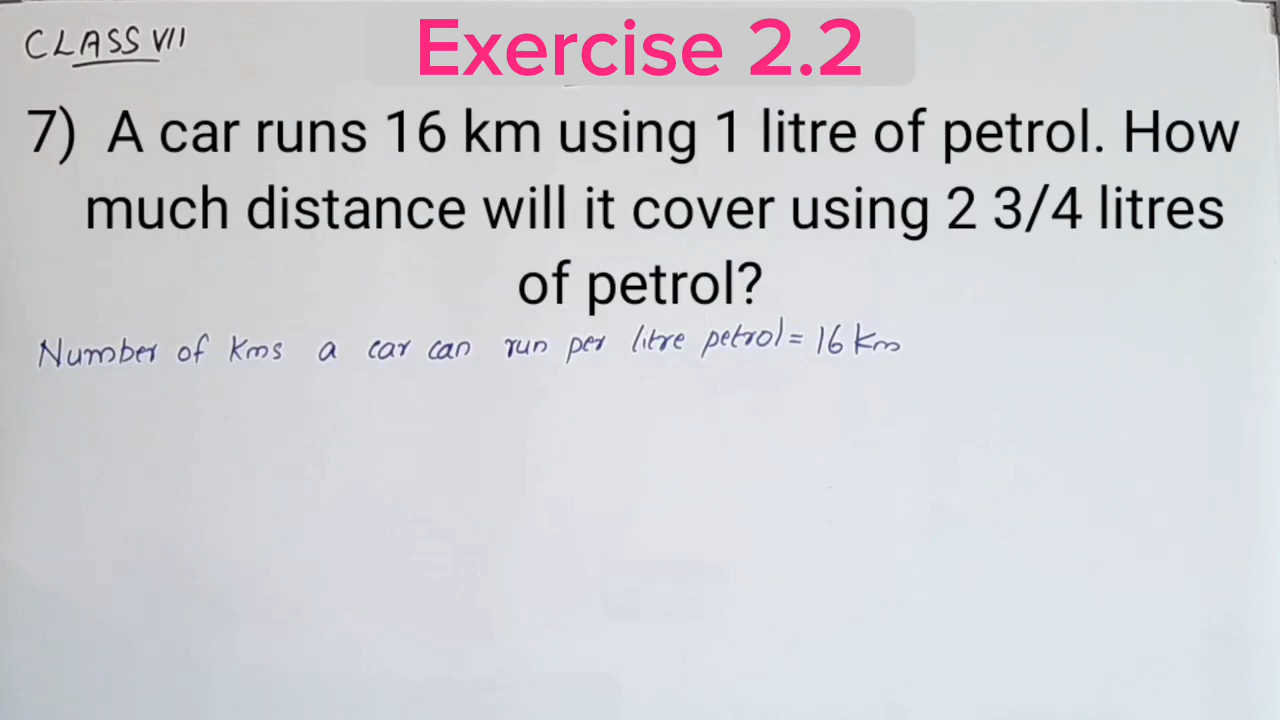 CLASS VII
Exercise 2.2
7) A car runs 16 km using 1 litre of petrol. How
much distance will it cover using 2 3/4 litres
of petrol?
Number of Kms a car can run per litre petrol = 16 Km